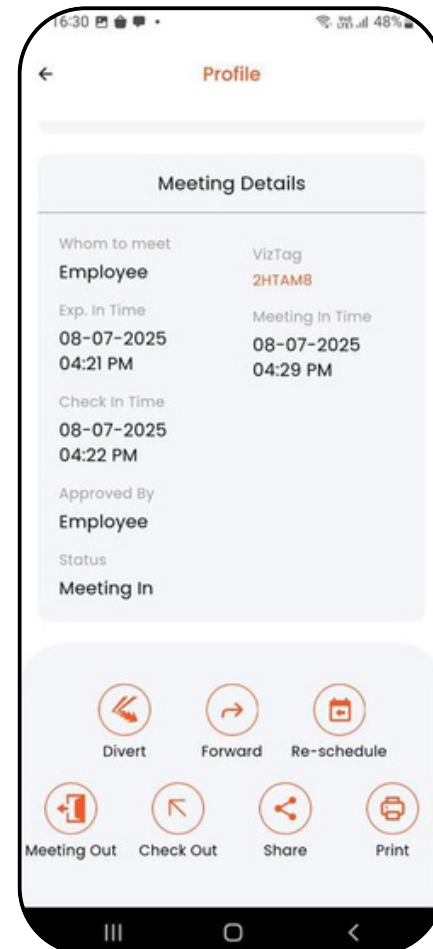 16:30 48%
Profile
Meeting Details
Whom to meet
Employee
VizTag
2HTAM8
Exp. In Time
08-07-2025
04:21 PM
Meeting In Time
08-07-2025
04:29 PM
Check In Time
08-07-2025
04:22 PM
Approved By
Employee
Status
Meeting In
Divert
Forward
Re-schedule
Meeting Out
Check Out
Share
Print